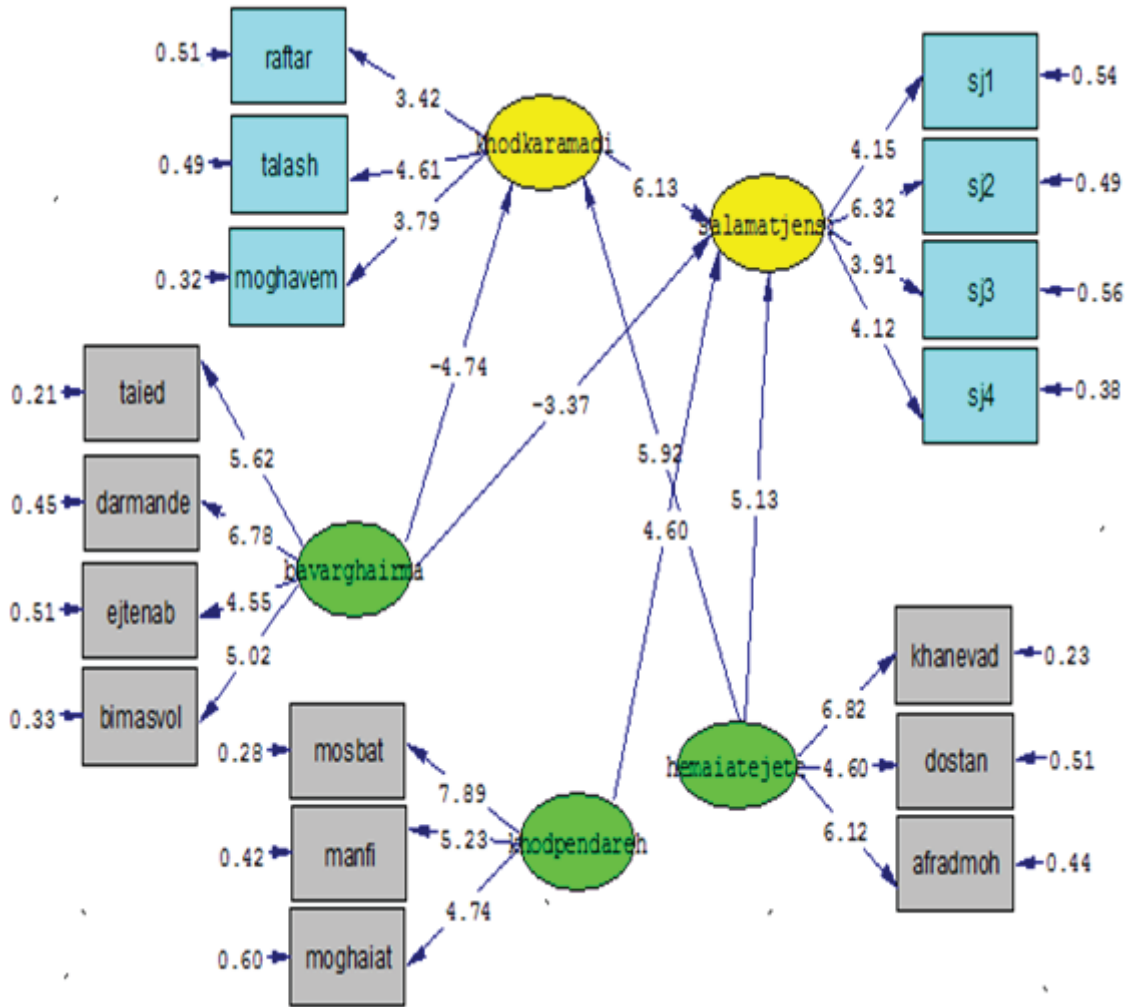 0.51 raftar
3.42
0.49 talash
4.61
3.79
0.32 moghavem
khodkaramadi
6.13
salamatjens
sj1 0.54
4.15
sj2 0.49
6.32
3.91
sj3 0.56
4.12
sj4 0.38
-4.74
-3.37
5.92
4.60
5.13
0.21 taied
5.62
0.45 darmande
6.78
bavarghairma
0.51 ejtenab
4.55
5.02
0.33 bimasvol
0.28 mosbat
7.89
0.42 manfi
5.23
khodpendareh
4.74
0.60 moghaiat
hemaiatejete
khanevad 0.23
6.82
dostan 0.51
4.60
6.12
afradmoh 0.44